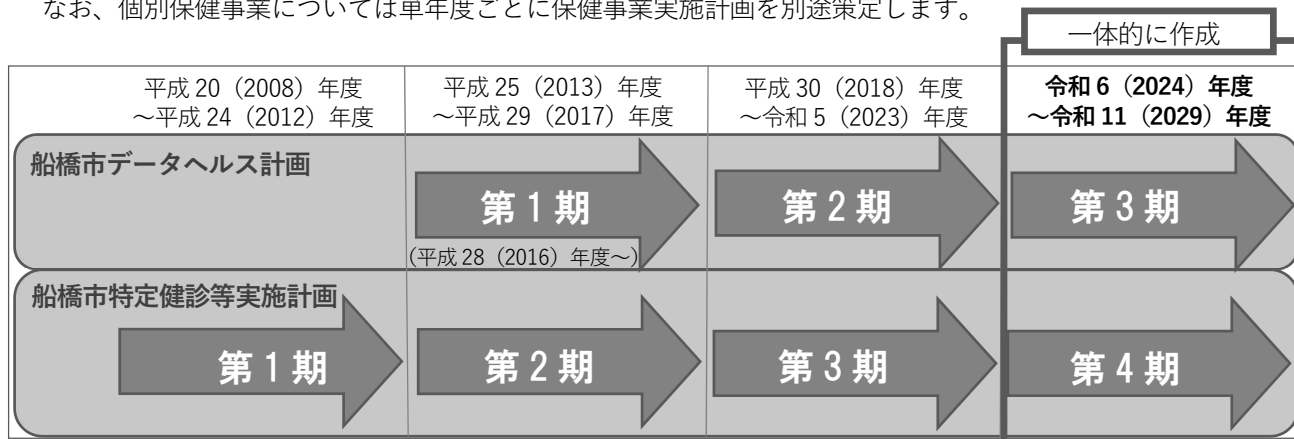 なお、個別保健事業については単年度ごとに保健事業実施計画を別途策定します。
一体的に作成
平成 20（2008）年度
～平成 24（2012）年度
平成 25（2013）年度
～平成 29（2017）年度
平成 30（2018）年度
～令和 5（2023）年度
令和 6（2024）年度
～令和 11（2029）年度
船橋市データヘルス計画
第 1 期
第 2 期
第 3 期
(平成 28（2016）年度～)
船橋市特定健診等実施計画
第 1 期
第 2 期
第 3 期
第 4 期